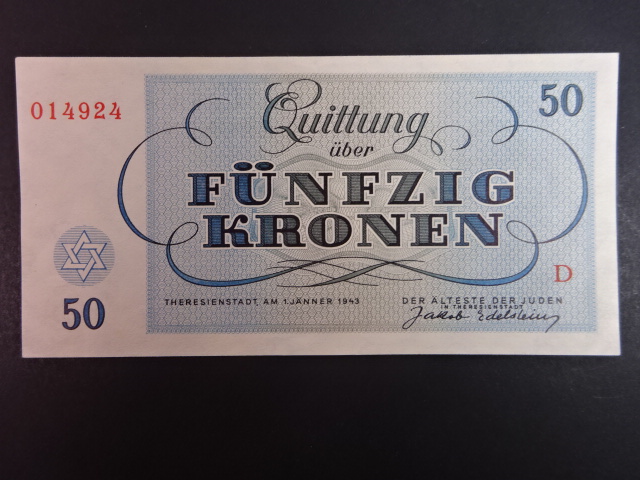 014924
Quittung
50
über
FÜNFZIG
KRONEN
D
50
THERESIENSTADT, AM 1. JÄNNER 1943
DER ÄLTESTE DER JUDEN
IN THERESIENSTADT
Jakob Edelstein